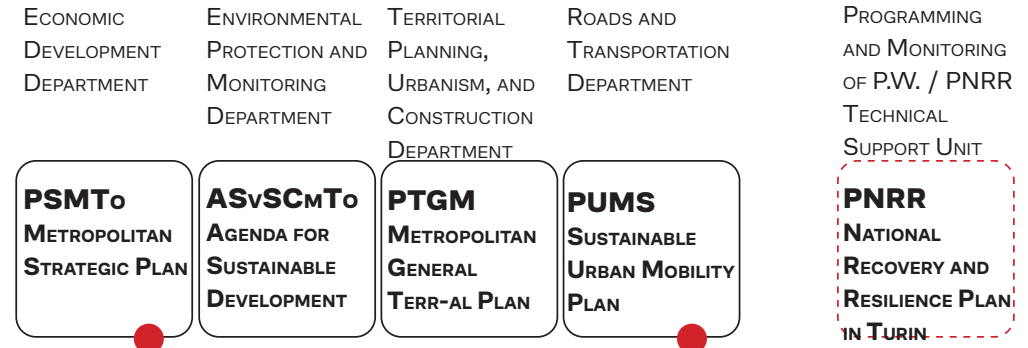 Economic
Development
Department
Environmental
Protection and
Monitoring
Department
Territorial
Planning,
Urbanism, and
Construction
Department
Roads and
Transportation
Department
Programming
and Monitoring
of P.W. / PNRR
Technical
Support Unit
PSMTo
Metropolitan
Strategic Plan
ASvSCmTo
Agenda for
Sustainable
Development
PTGM
Metropolitan
General
Terr-al Plan
PUMS
Sustainable
Urban Mobility
Plan
PNRR
National
Recovery and
Resilience Plan
in Turin